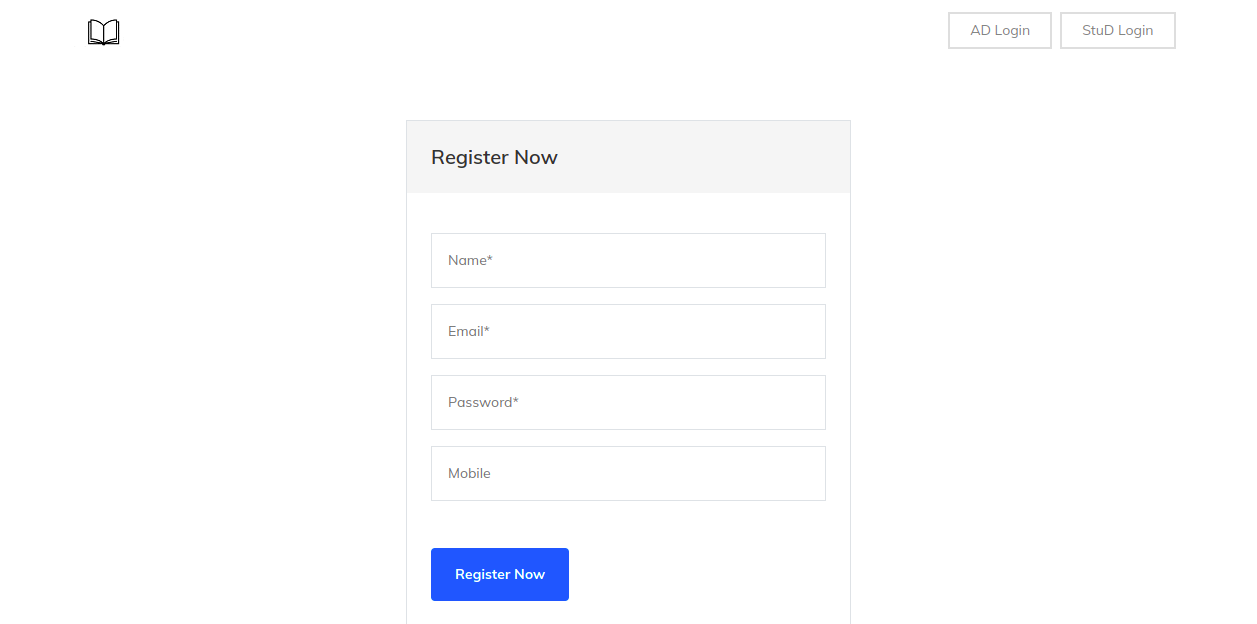 AD Login
StuD Login
Register Now
Name*
Email*
Password*
Mobile
Register Now